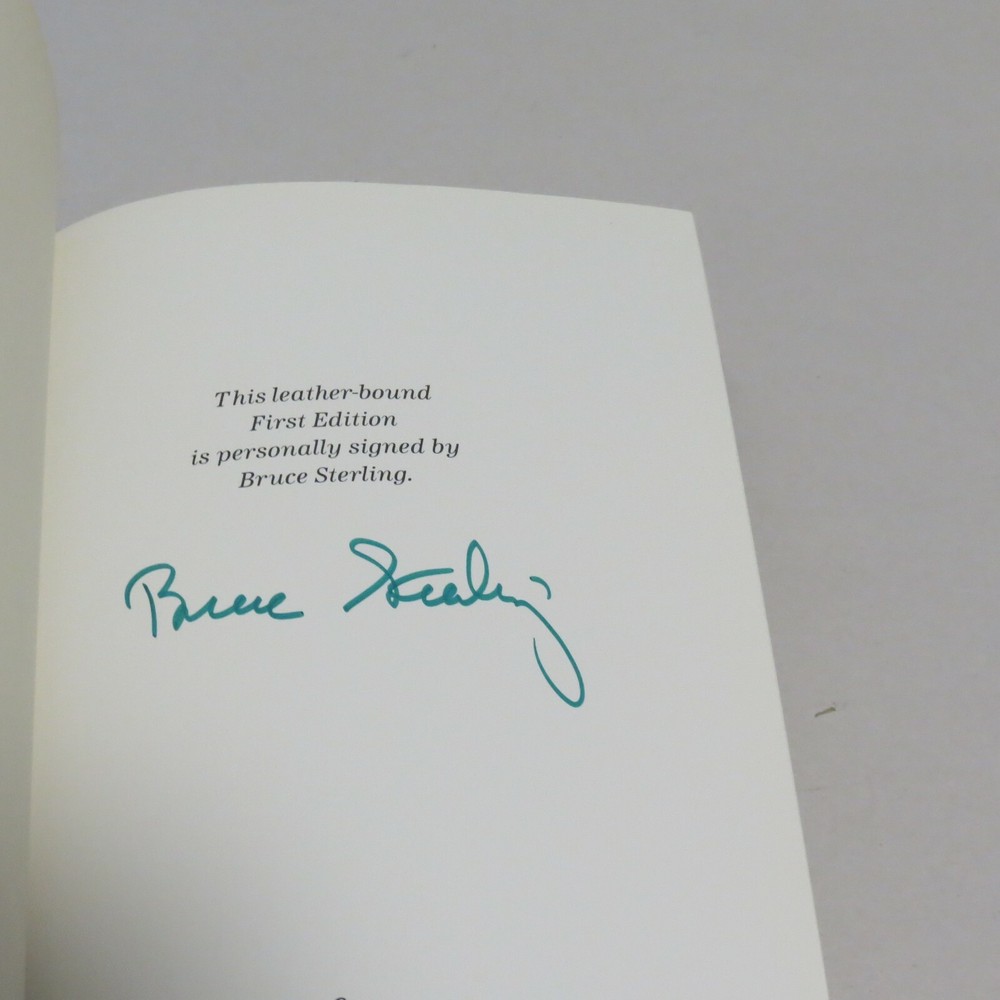 This leather-bound
First Edition
is personally signed by
Bruce Sterling.
Bruce Sterling